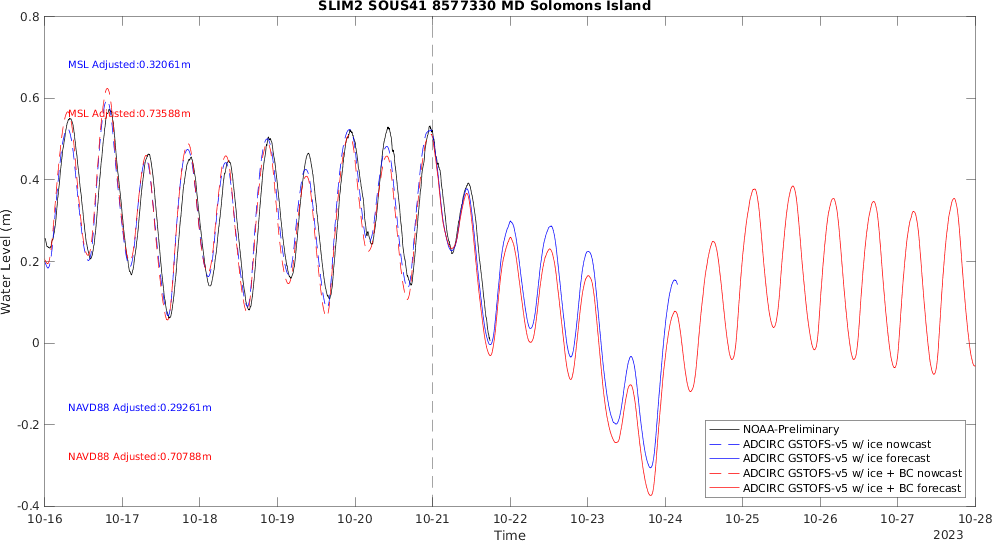 SLIM2 SOUS41 8577330 MD Solomons Island
0.8
0.6
0.4
0.2
0
-0.2
-0.4
Water Level (m)
MSL Adjusted:0.32061m
MSL Adjusted:0.73588m
NAVD88 Adjusted:0.29261m
NAVD88 Adjusted:0.70788m
NOAA-Preliminary
ADCIRC GSTOFS-v5 w/ ice nowcast
ADCIRC GSTOFS-v5 w/ ice forecast
ADCIRC GSTOFS-v5 w/ ice + BC nowcast
ADCIRC GSTOFS-v5 w/ ice + BC forecast
10-16 10-17 10-18 10-19 10-20 10-21 10-22 10-23 10-24 10-25 10-26 10-27 10-28
Time
2023